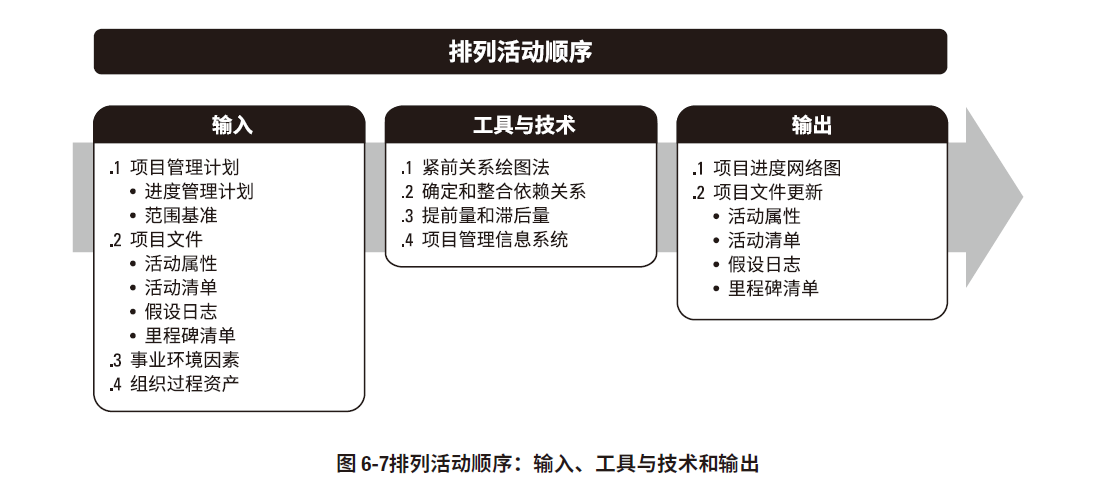 排列活动顺序
输入
.1 项目管理计划
• 进度管理计划
• 范围基准
.2 项目文件
• 活动属性
• 活动清单
• 假设日志
• 里程碑清单
.3 事业环境因素
.4 组织过程资产
工具与技术
.1 紧前关系绘图法
.2 确定和整合依赖关系
.3 提前量和滞后量
.4 项目管理信息系统
输出
.1 项目进度网络图
.2 项目文件更新
• 活动属性
• 活动清单
• 假设日志
• 里程碑清单
图 6-7排列活动顺序：输入、工具与技术和输出